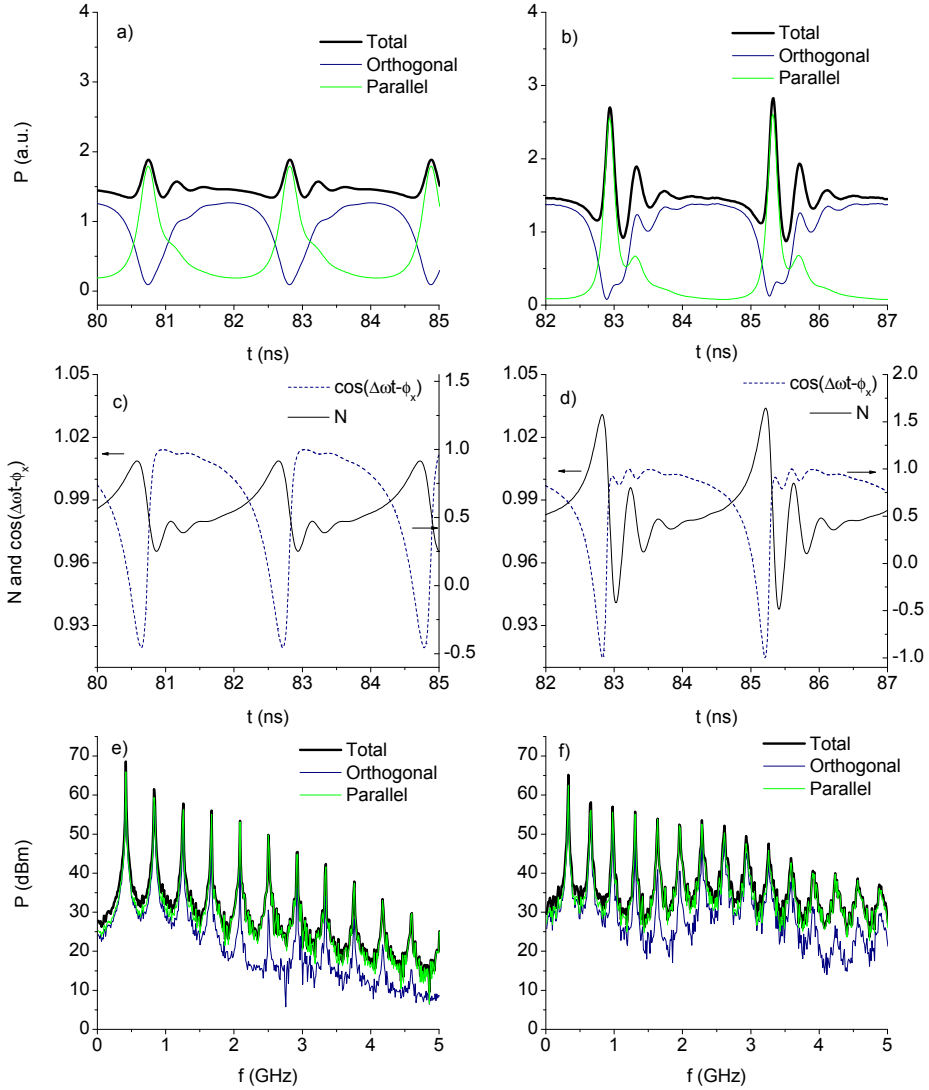 a)
Total
Orthogonal
Parallel
P (a.u.)
4
3
2
1
0
80 81 82 83 84 85
t (ns)
b)
Total
Orthogonal
Parallel
4
3
2
1
0
82 83 84 85 86 87
t (ns)
c)
cos(Δωt-ϕₓ)
N
N and cos(Δωt-ϕₓ)
1.05
1.02
0.99
0.96
0.93
1.5
1.0
0.5
0.0
-0.5
80 81 82 83 84 85
t (ns)
d)
cos(Δωt-ϕₓ)
N
1.05
1.02
0.99
0.96
0.93
2.0
1.5
1.0
0.5
0.0
-0.5
-1.0
82 83 84 85 86 87
t (ns)
e)
Total
Orthogonal
Parallel
P (dBm)
70
60
50
40
30
20
10
0
0 1 2 3 4 5
f (GHz)
f)
Total
Orthogonal
Parallel
70
60
50
40
30
20
10
0
0 1 2 3 4 5
f (GHz)